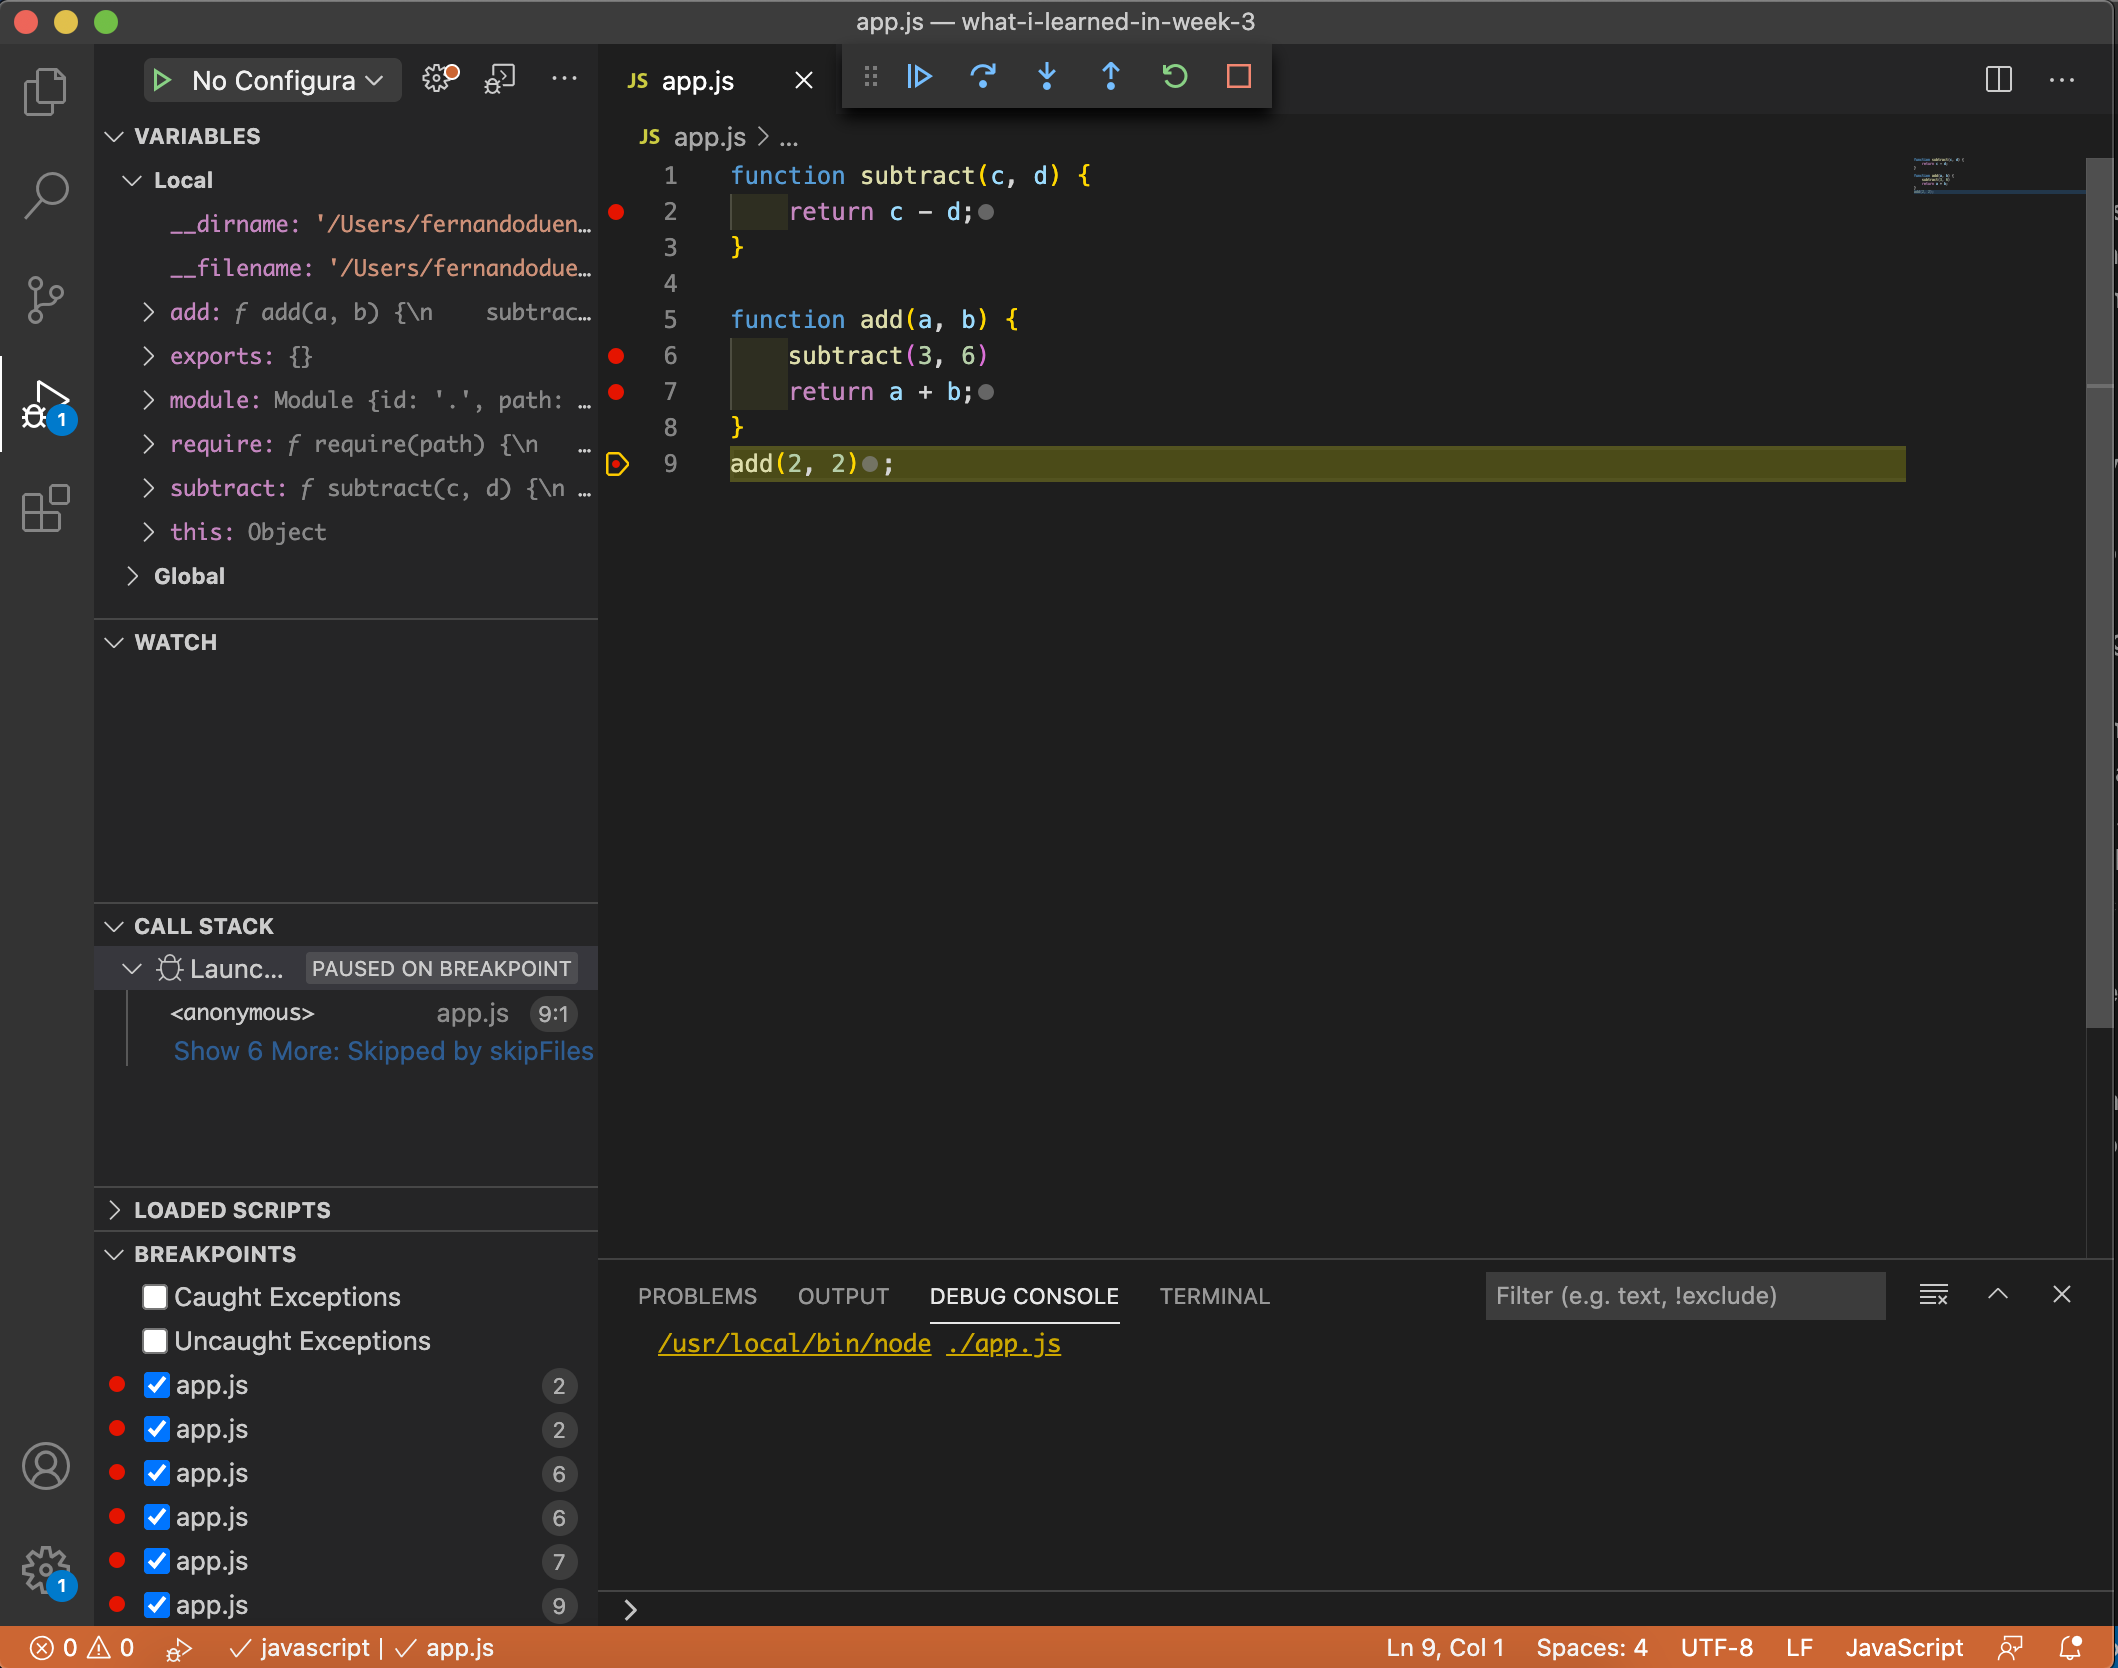 app.js — what-i-learned-in-week-3
No Configura
JS app.js
VARIABLES
Local
__dirname: '/Users/fernandoduen…
__filename: '/Users/fernandodue…
add: ƒ add(a, b) {\n    subtrac…
exports: {}
module: Module {id: '.', path: …
require: ƒ require(path) {\n   …
subtract: ƒ subtract(c, d) {\n …
this: Object
Global
WATCH
CALL STACK
Launc... PAUSED ON BREAKPOINT
<anonymous> app.js 9:1
Show 6 More: Skipped by skipFiles
LOADED SCRIPTS
BREAKPOINTS
Caught Exceptions
Uncaught Exceptions
app.js 2
app.js 2
app.js 6
app.js 6
app.js 7
app.js 9
1
1
JS app.js > ...
1 function subtract(c, d) {
2 return c - d;
3 }
4
5 function add(a, b) {
6 subtract(3, 6)
7 return a + b;
8 }
9 add(2, 2) ;
PROBLEMS OUTPUT DEBUG CONSOLE TERMINAL Filter (e.g. text, !exclude)
/usr/local/bin/node ./app.js
0 0 javascript | app.js Ln 9, Col 1 Spaces: 4 UTF-8 LF JavaScript